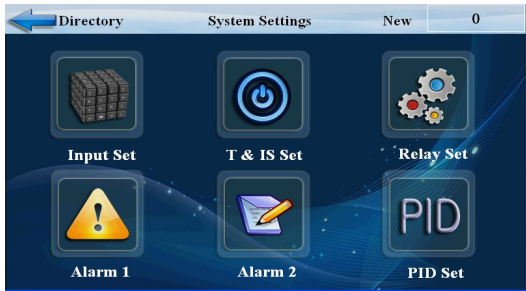 Directory System Settings New 0
Input Set T & IS Set Relay Set
PID
Alarm 1 Alarm 2 PID Set